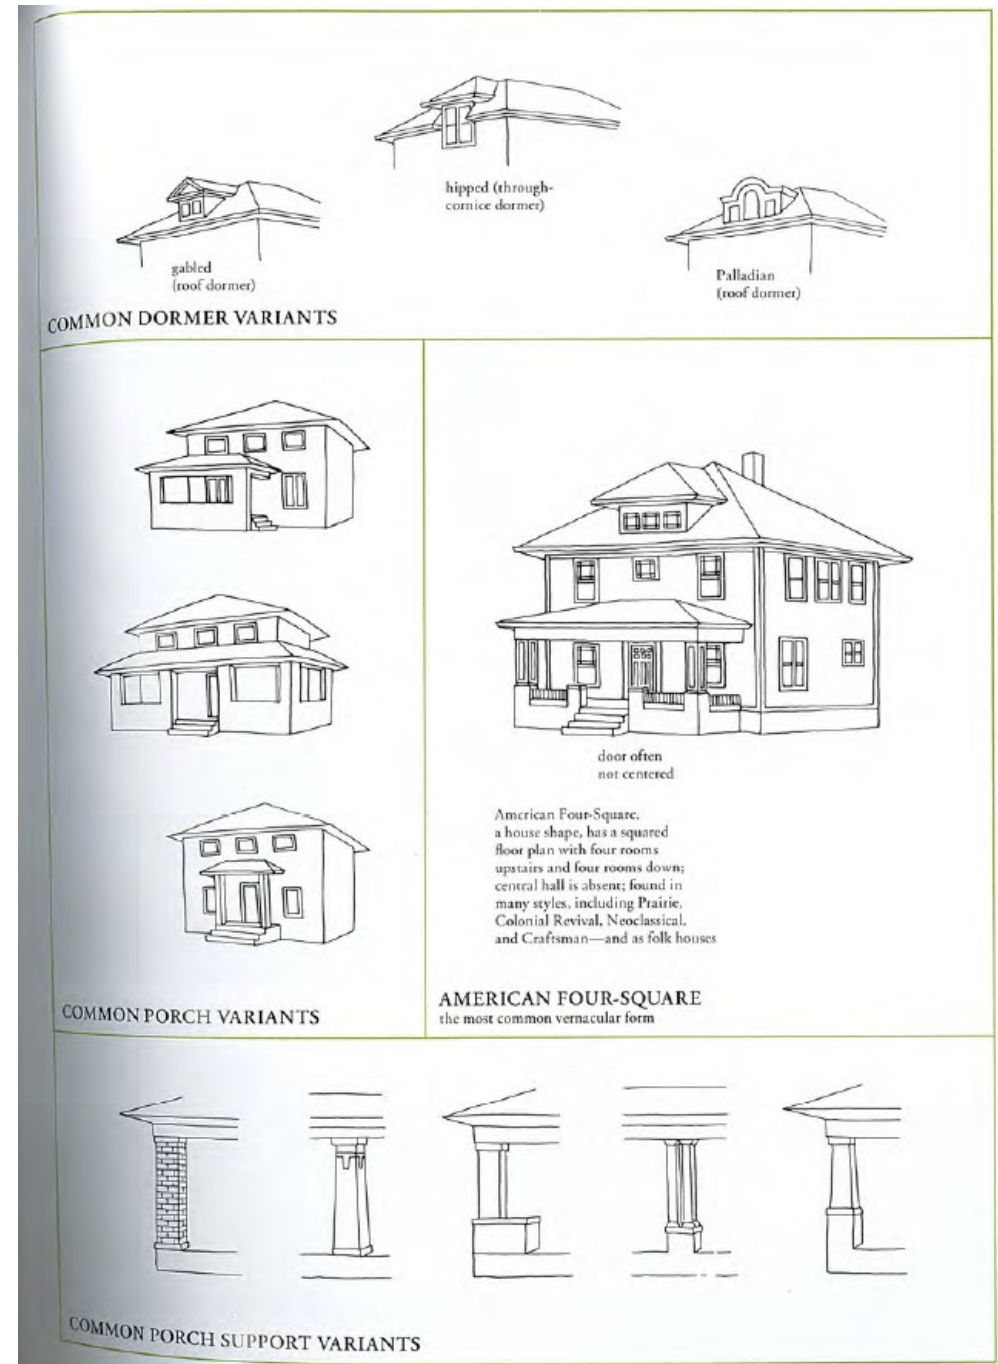 hipped (through-
cornice dormer)
gabled
(roof dormer)
Palladian
(roof dormer)
COMMON DORMER VARIANTS
COMMON PORCH VARIANTS
door often
not centered
American Four-Square,
a house shape, has a squared
floor plan with four rooms
upstairs and four rooms down;
central hall is absent; found in
many styles, including Prairie,
Colonial Revival, Neoclassical,
and Craftsman—and as folk houses
AMERICAN FOUR-SQUARE
the most common vernacular form
COMMON PORCH SUPPORT VARIANTS